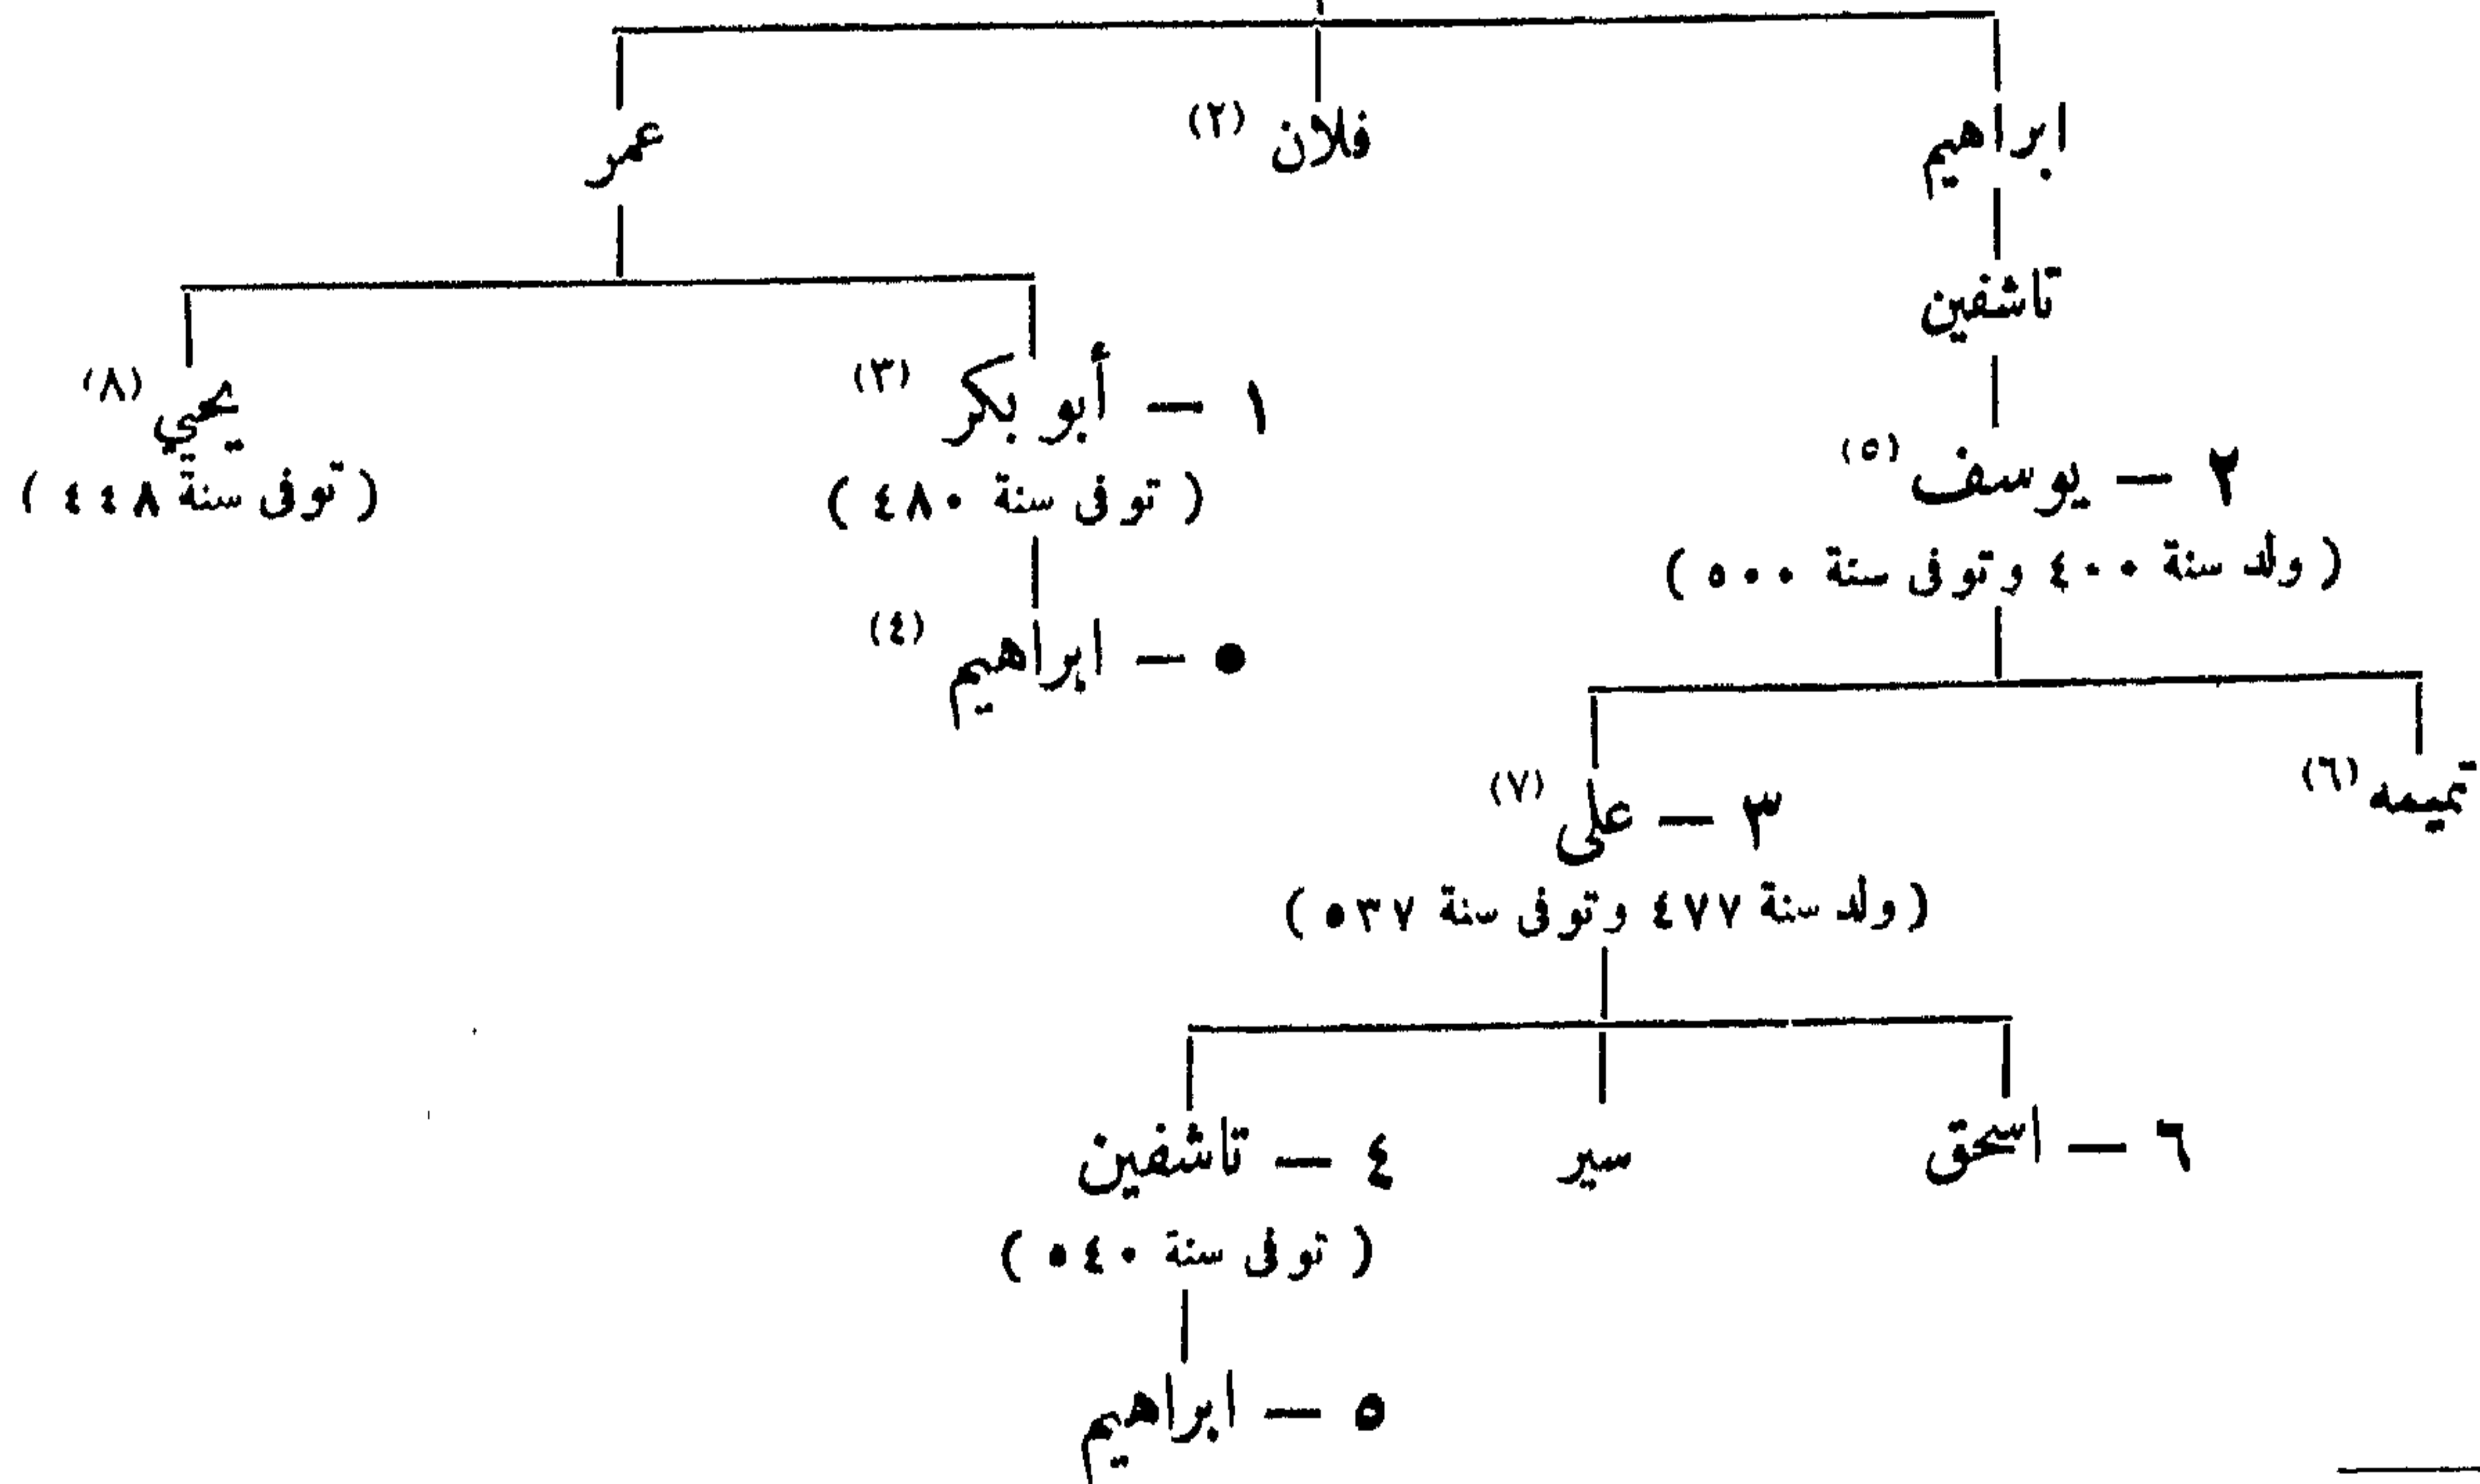 ابراهيم
فلان (٢)
عمر
تاشفين
٢ — يوسف (٥)
(ولد سنة ٤٠٠ وتوفى سنة ٥٠٠)
١ — أبو بكر (٣)
(توفى سنة ٤٨٠)
يحيي (٨)
(توفى سنة ٤٤٨)
● — ابراهيم (٤)
تميمه (٦)
٣ — على (٧)
(ولد سنة ٤٧٧ وتوفى سنة ٥٣٧)
٦ — اسحق
سير
٤ — تاشفين
(توفى سنة ٥٤٠)
٥ — ابراهيم